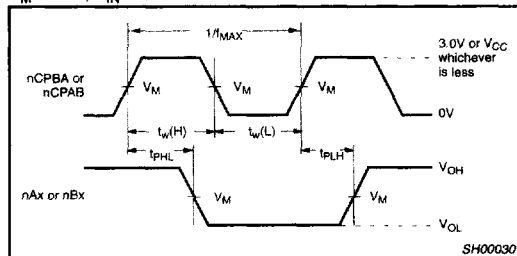 M IN
1/fMAX
3.0V or VCC
whichever
is less
nCPBA or
nCPAB
VM VM VM
0V
tw(H) tw(L)
tPHL tPLH
VOH
nAx or nBx
VM VM
VOL
SH00030